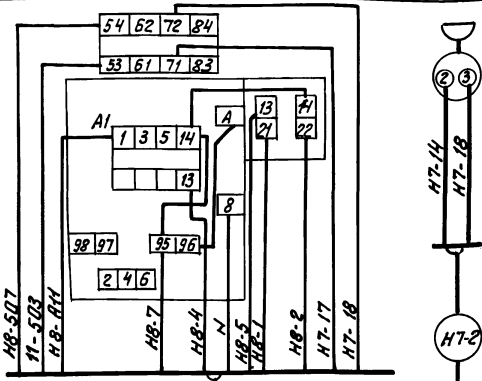 54 62 72 84
53 61 71 83
A1
1 3 5 14
13
A
8
13
21
11
22
98 97
95 96
2 4 6
H8-507
11-503
H8-A11
H8-7
H8-4
N
H8-5
H8-1
H8-2
H7-17
H7-18
2 3
H7-14
H7-18
H7-2